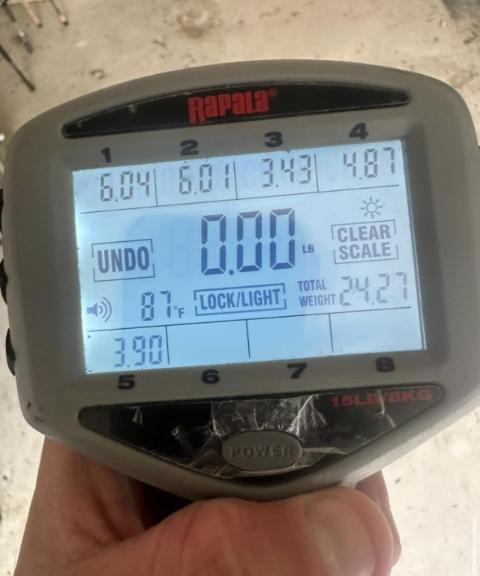 RAPALA®
1 2 3 4
6.04 6.01 3.43 4.87
0.00 LB
UNDO
CLEAR
SCALE
87°F
LOCK/LIGHT
TOTAL
WEIGHT 24.27
3.90
5 6 7 8
15LB/8KG
POWER